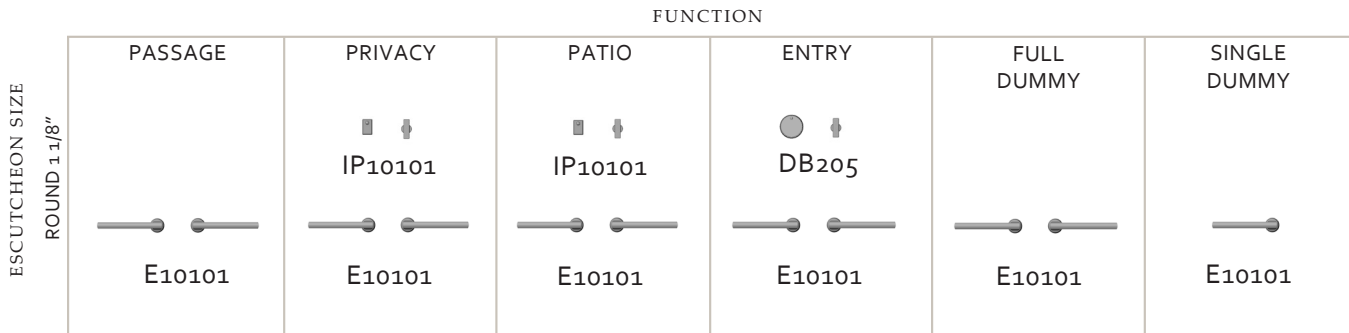 FUNCTION
PASSAGE
PRIVACY
PATIO
ENTRY
FULL
DUMMY
SINGLE
DUMMY
ESCUTCHEON SIZE
ROUND 1 1/8”
IP10101
IP10101
DB205
E10101
E10101
E10101
E10101
E10101
E10101